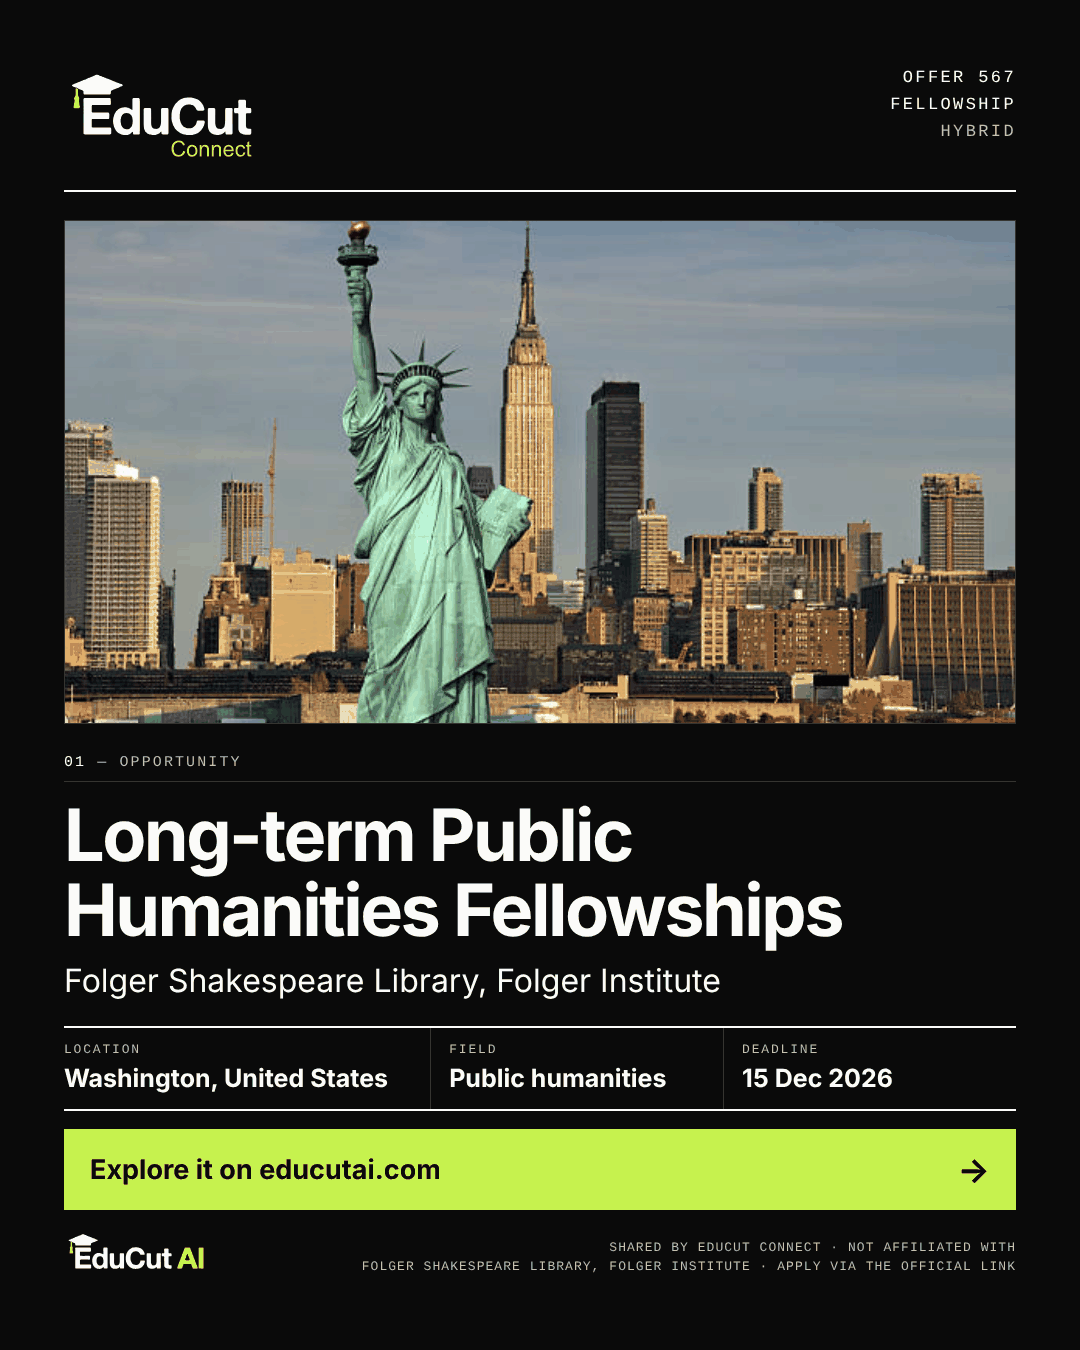 EduCut
Connect
OFFER 567
FELLOWSHIP
HYBRID
01 — OPPORTUNITY
Long-term Public
Humanities Fellowships
Folger Shakespeare Library, Folger Institute
LOCATION
Washington, United States
FIELD
Public humanities
DEADLINE
15 Dec 2026
Explore it on educutai.com →
EduCut AI
SHARED BY EDUCUT CONNECT · NOT AFFILIATED WITH
FOLGER SHAKESPEARE LIBRARY, FOLGER INSTITUTE · APPLY VIA THE OFFICIAL LINK